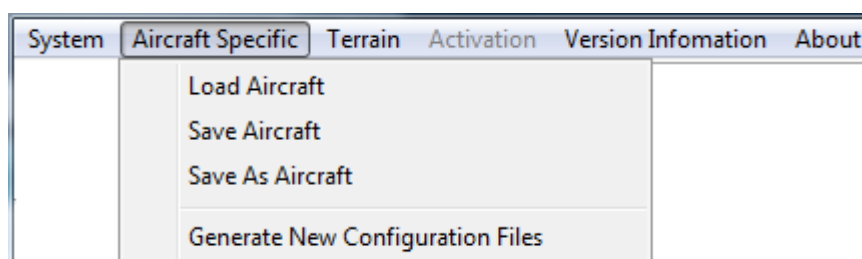 System Aircraft Specific Terrain Activation Version Infomation About
Load Aircraft
Save Aircraft
Save As Aircraft
Generate New Configuration Files